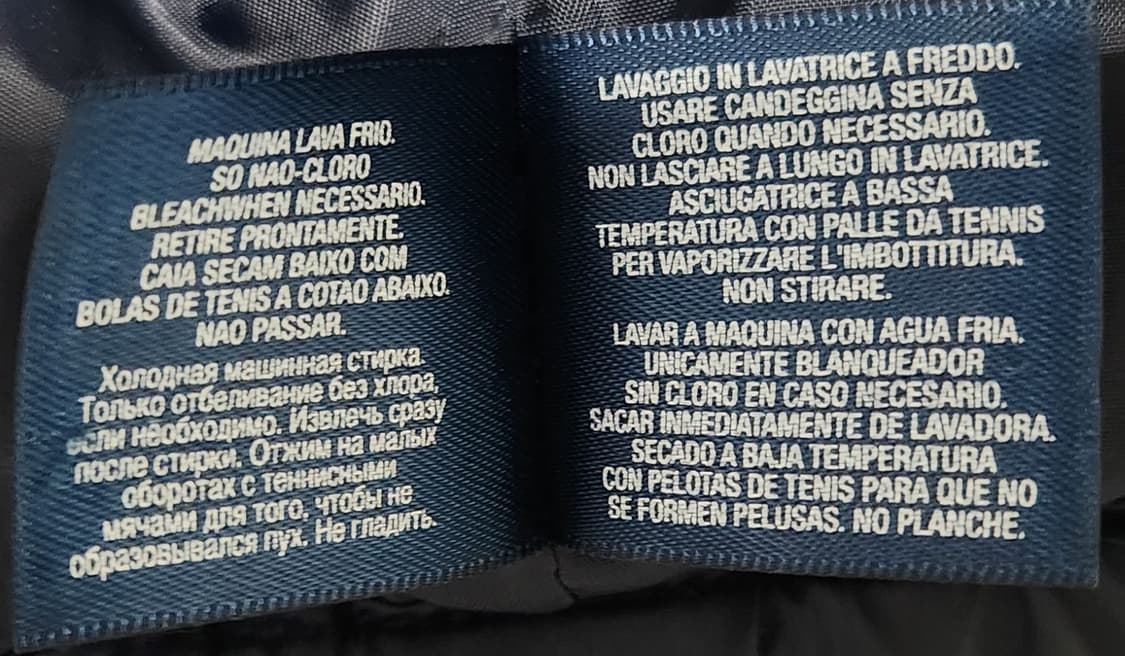 MAQUINA LAVA FRIO.
SO NAO-CLORO
BLEACHWHEN NECESSARIO.
RETIRE PRONTAMENTE.
CAIA SECAM BAIXO COM
BOLAS DE TENIS A COTAO ABAIXO.
NAO PASSAR.
Холодная машинная стирка.
Только отбеливание без хлора,
если необходимо. Извлечь сразу
после стирки. Отжим на малых
оборотах с теннисными
мячами для того, чтобы не
образовывался пух. Не гладить.
LAVAGGIO IN LAVATRICE A FREDDO.
USARE CANDEGGINA SENZA
CLORO QUANDO NECESSARIO.
NON LASCIARE A LUNGO IN LAVATRICE.
ASCIUGATRICE A BASSA
TEMPERATURA CON PALLE DA TENNIS
PER VAPORIZZARE L'IMBOTTITURA.
NON STIRARE.
LAVAR A MAQUINA CON AGUA FRIA.
UNICAMENTE BLANQUEADOR
SIN CLORO EN CASO NECESARIO.
SACAR INMEDIATAMENTE DE LAVADORA.
SECADO A BAJA TEMPERATURA
CON PELOTAS DE TENIS PARA QUE NO
SE FORMEN PELUSAS. NO PLANCHE.